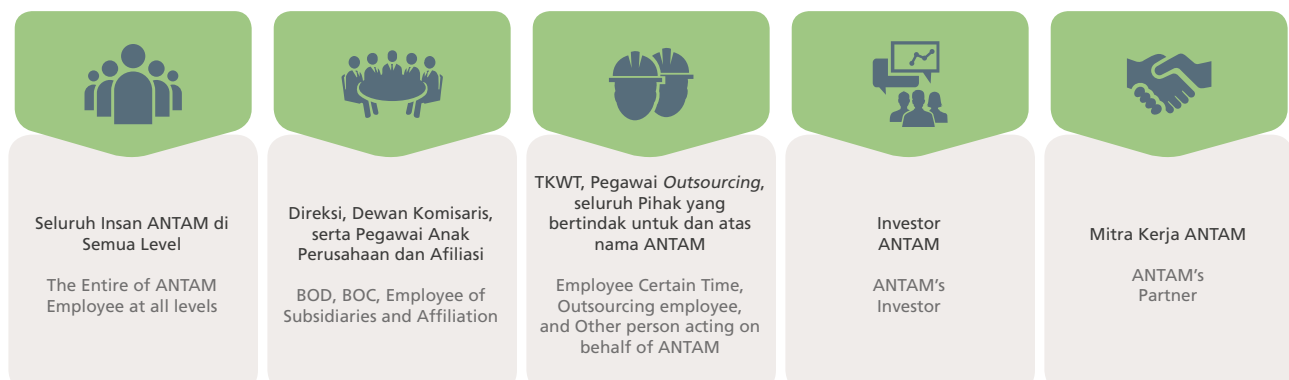 Seluruh Insan ANTAM di
Semua Level
The Entire of ANTAM
Employee at all levels
Direksi, Dewan Komisaris,
serta Pegawai Anak
Perusahaan dan Afiliasi
BOD, BOC, Employee of
Subsidiaries and Affiliation
TKWT, Pegawai Outsourcing,
seluruh Pihak yang
bertindak untuk dan atas
nama ANTAM
Employee Certain Time,
Outsourcing employee,
and Other person acting on
behalf of ANTAM
Investor
ANTAM
ANTAM’s
Investor
Mitra Kerja ANTAM
ANTAM’s
Partner